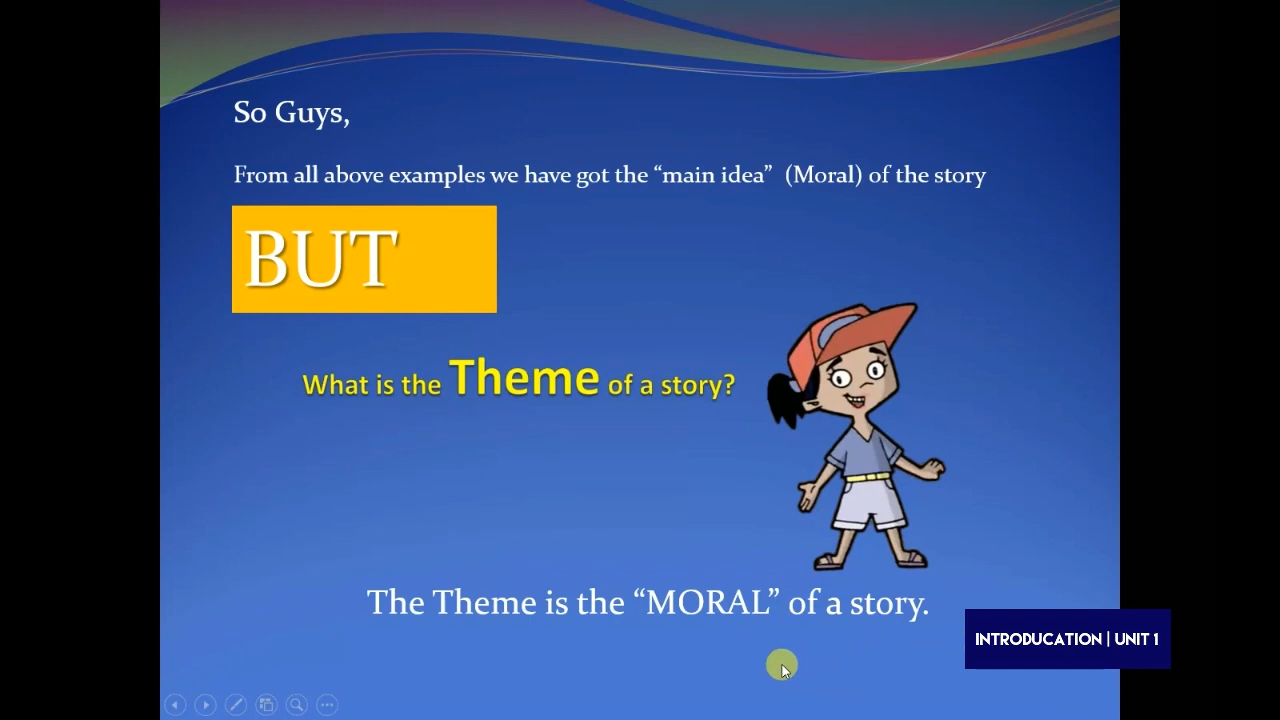 So Guys,
From all above examples we have got the “main idea” (Moral) of the story
BUT
What is the Theme of a story?
The Theme is the “MORAL” of a story.
INTRODUCATION | UNIT 1